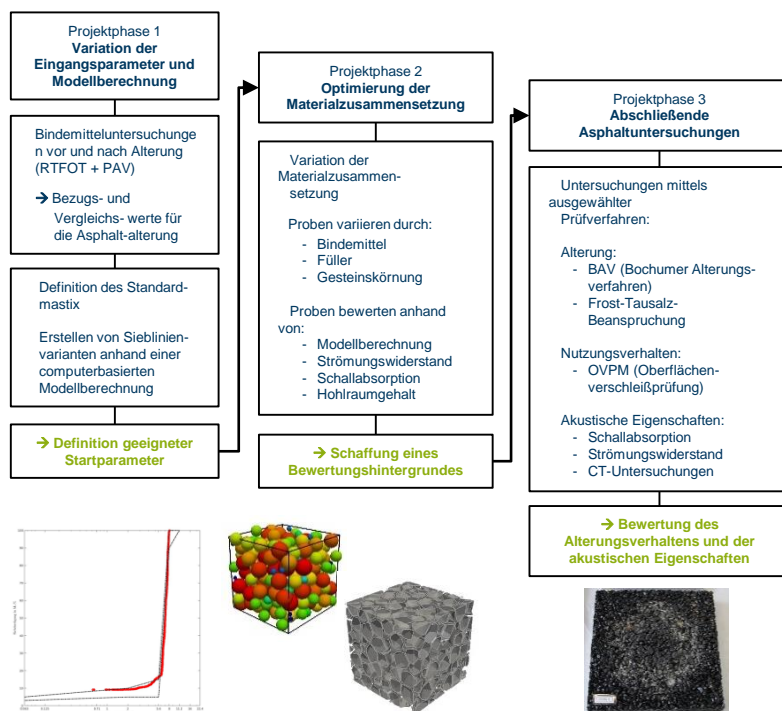 Projektphase 1
Variation der
Eingangsparameter und
Modellberechnung
Bindemitteluntersuchunge
n vor und nach Alterung
(RTFOT + PAV)
→ Bezugs- und
Vergleichs- werte für
die Asphalt-alterung
Definition des Standard-
mastix
Erstellen von Sieblinien-
varianten anhand einer
computerbasierten
Modellberechnung
→ Definition geeigneter
Startparameter
Projektphase 2
Optimierung der
Materialzusammensetzung
Variation der
Materialzusammen-
setzung
Proben variieren durch:
- Bindemittel
- Füller
- Gesteinskörnung
Proben bewerten anhand
von:
- Modellberechnung
- Strömungswiderstand
- Schallabsorption
- Hohlraumgehalt
→ Schaffung eines
Bewertungshintergrundes
Projektphase 3
Abschließende
Asphaltuntersuchungen
Untersuchungen mittels
ausgewählter
Prüfverfahren:
Alterung:
- BAV (Bochumer Alterungs-
verfahren)
- Frost-Tausalz-
Beanspruchung
Nutzungsverhalten:
- OVPM (Oberflächen-
verschleißprüfung)
Akustische Eigenschaften:
- Schallabsorption
- Strömungswiderstand
- CT-Untersuchungen
→ Bewertung des
Alterungsverhaltens und der
akustischen Eigenschaften